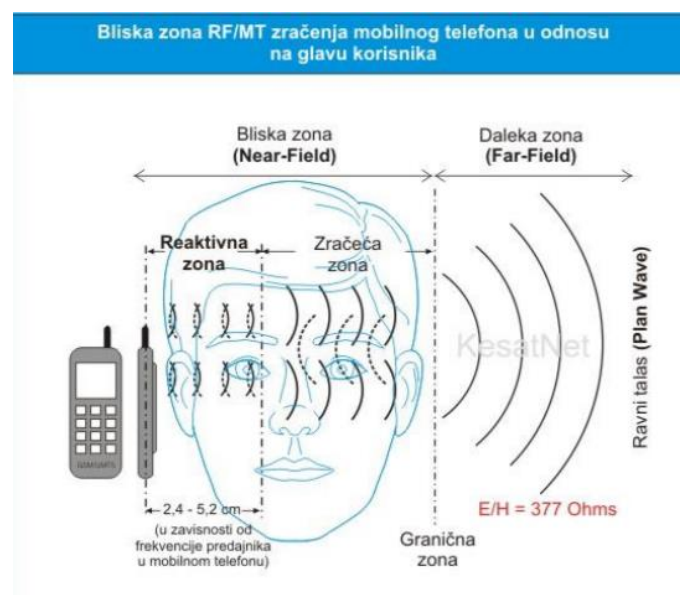 Bliska zona RF/MT zračenja mobilnog telefona u odnosu
na glavu korisnika
Bliska zona
(Near-Field)
Daleka zona
(Far-Field)
Reaktivna
zona
Zračeća
zona
KesatNet
Ravni talas (Plan Wave)
2,4 - 5,2 cm
(u zavisnosti od
frekvencije predajnika
u mobilnom telefonu)
E/H = 377 Ohms
Granična
zona